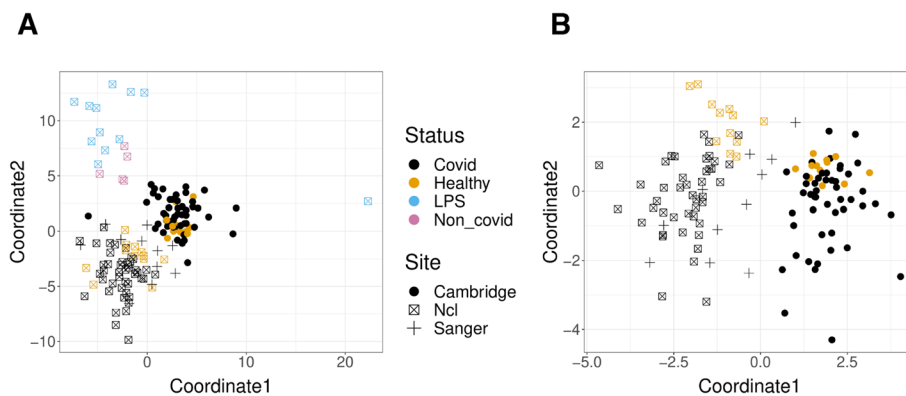 A
B
10
5
0
−5
−10
Coordinate2
0
10
20
Coordinate1
Status
Covid
Healthy
LPS
Non_covid
Site
Cambridge
Ncl
Sanger
2
0
−2
−4
Coordinate2
−5.0
−2.5
0.0
2.5
Coordinate1